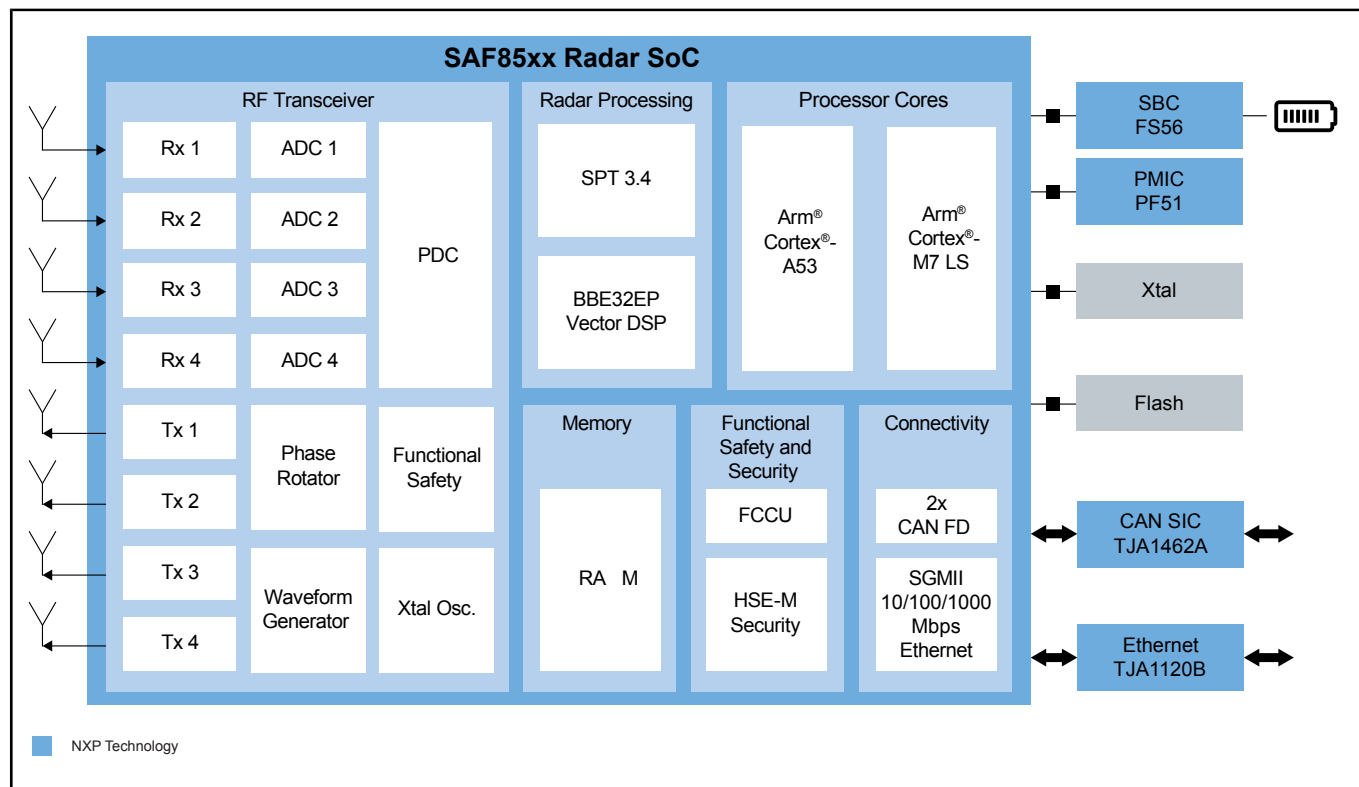 SAF85xx Radar SoC
RF Transceiver
Rx 1
ADC 1
Rx 2
ADC 2
Rx 3
ADC 3
Rx 4
ADC 4
PDC
Tx 1
Tx 2
Tx 3
Tx 4
Phase
Rotator
Functional
Safety
Waveform
Generator
Xtal Osc.
Radar Processing
SPT 3.4
BBE32EP
Vector DSP
Processor Cores
Arm®
Cortex®-
A53
Arm®
Cortex®-
M7 LS
Memory
RA M
Functional
Safety and
Security
FCCU
HSE-M
Security
Connectivity
2x
CAN FD
SGMII
10/100/1000
Mbps
Ethernet
SBC
FS56
PMIC
PF51
Xtal
Flash
CAN SIC
TJA1462A
Ethernet
TJA1120B
NXP Technology